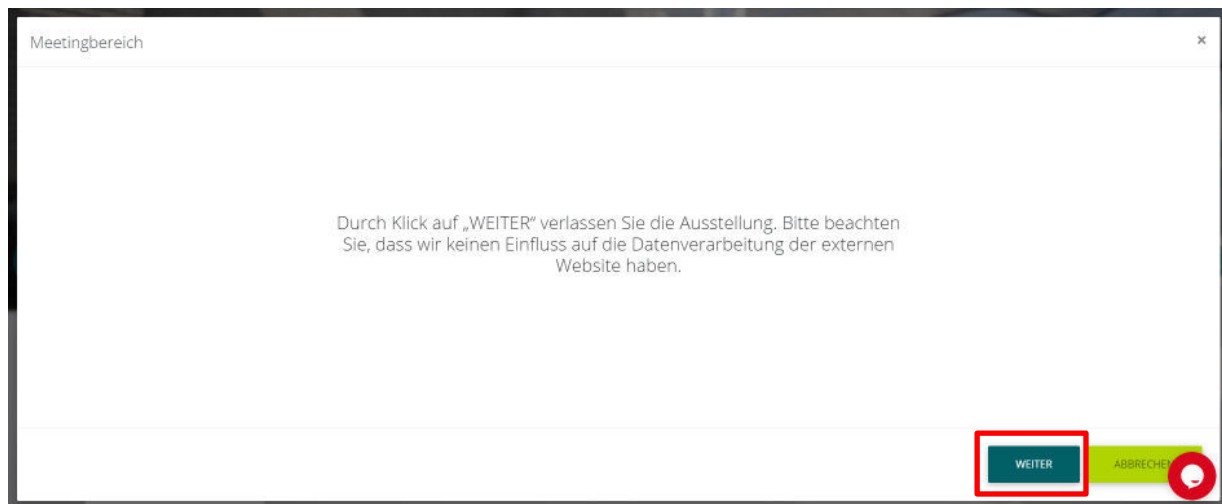 Meetingbereich
×
Durch Klick auf „WEITER“ verlassen Sie die Ausstellung. Bitte beachten
Sie, dass wir keinen Einfluss auf die Datenverarbeitung der externen
Website haben.
WEITER